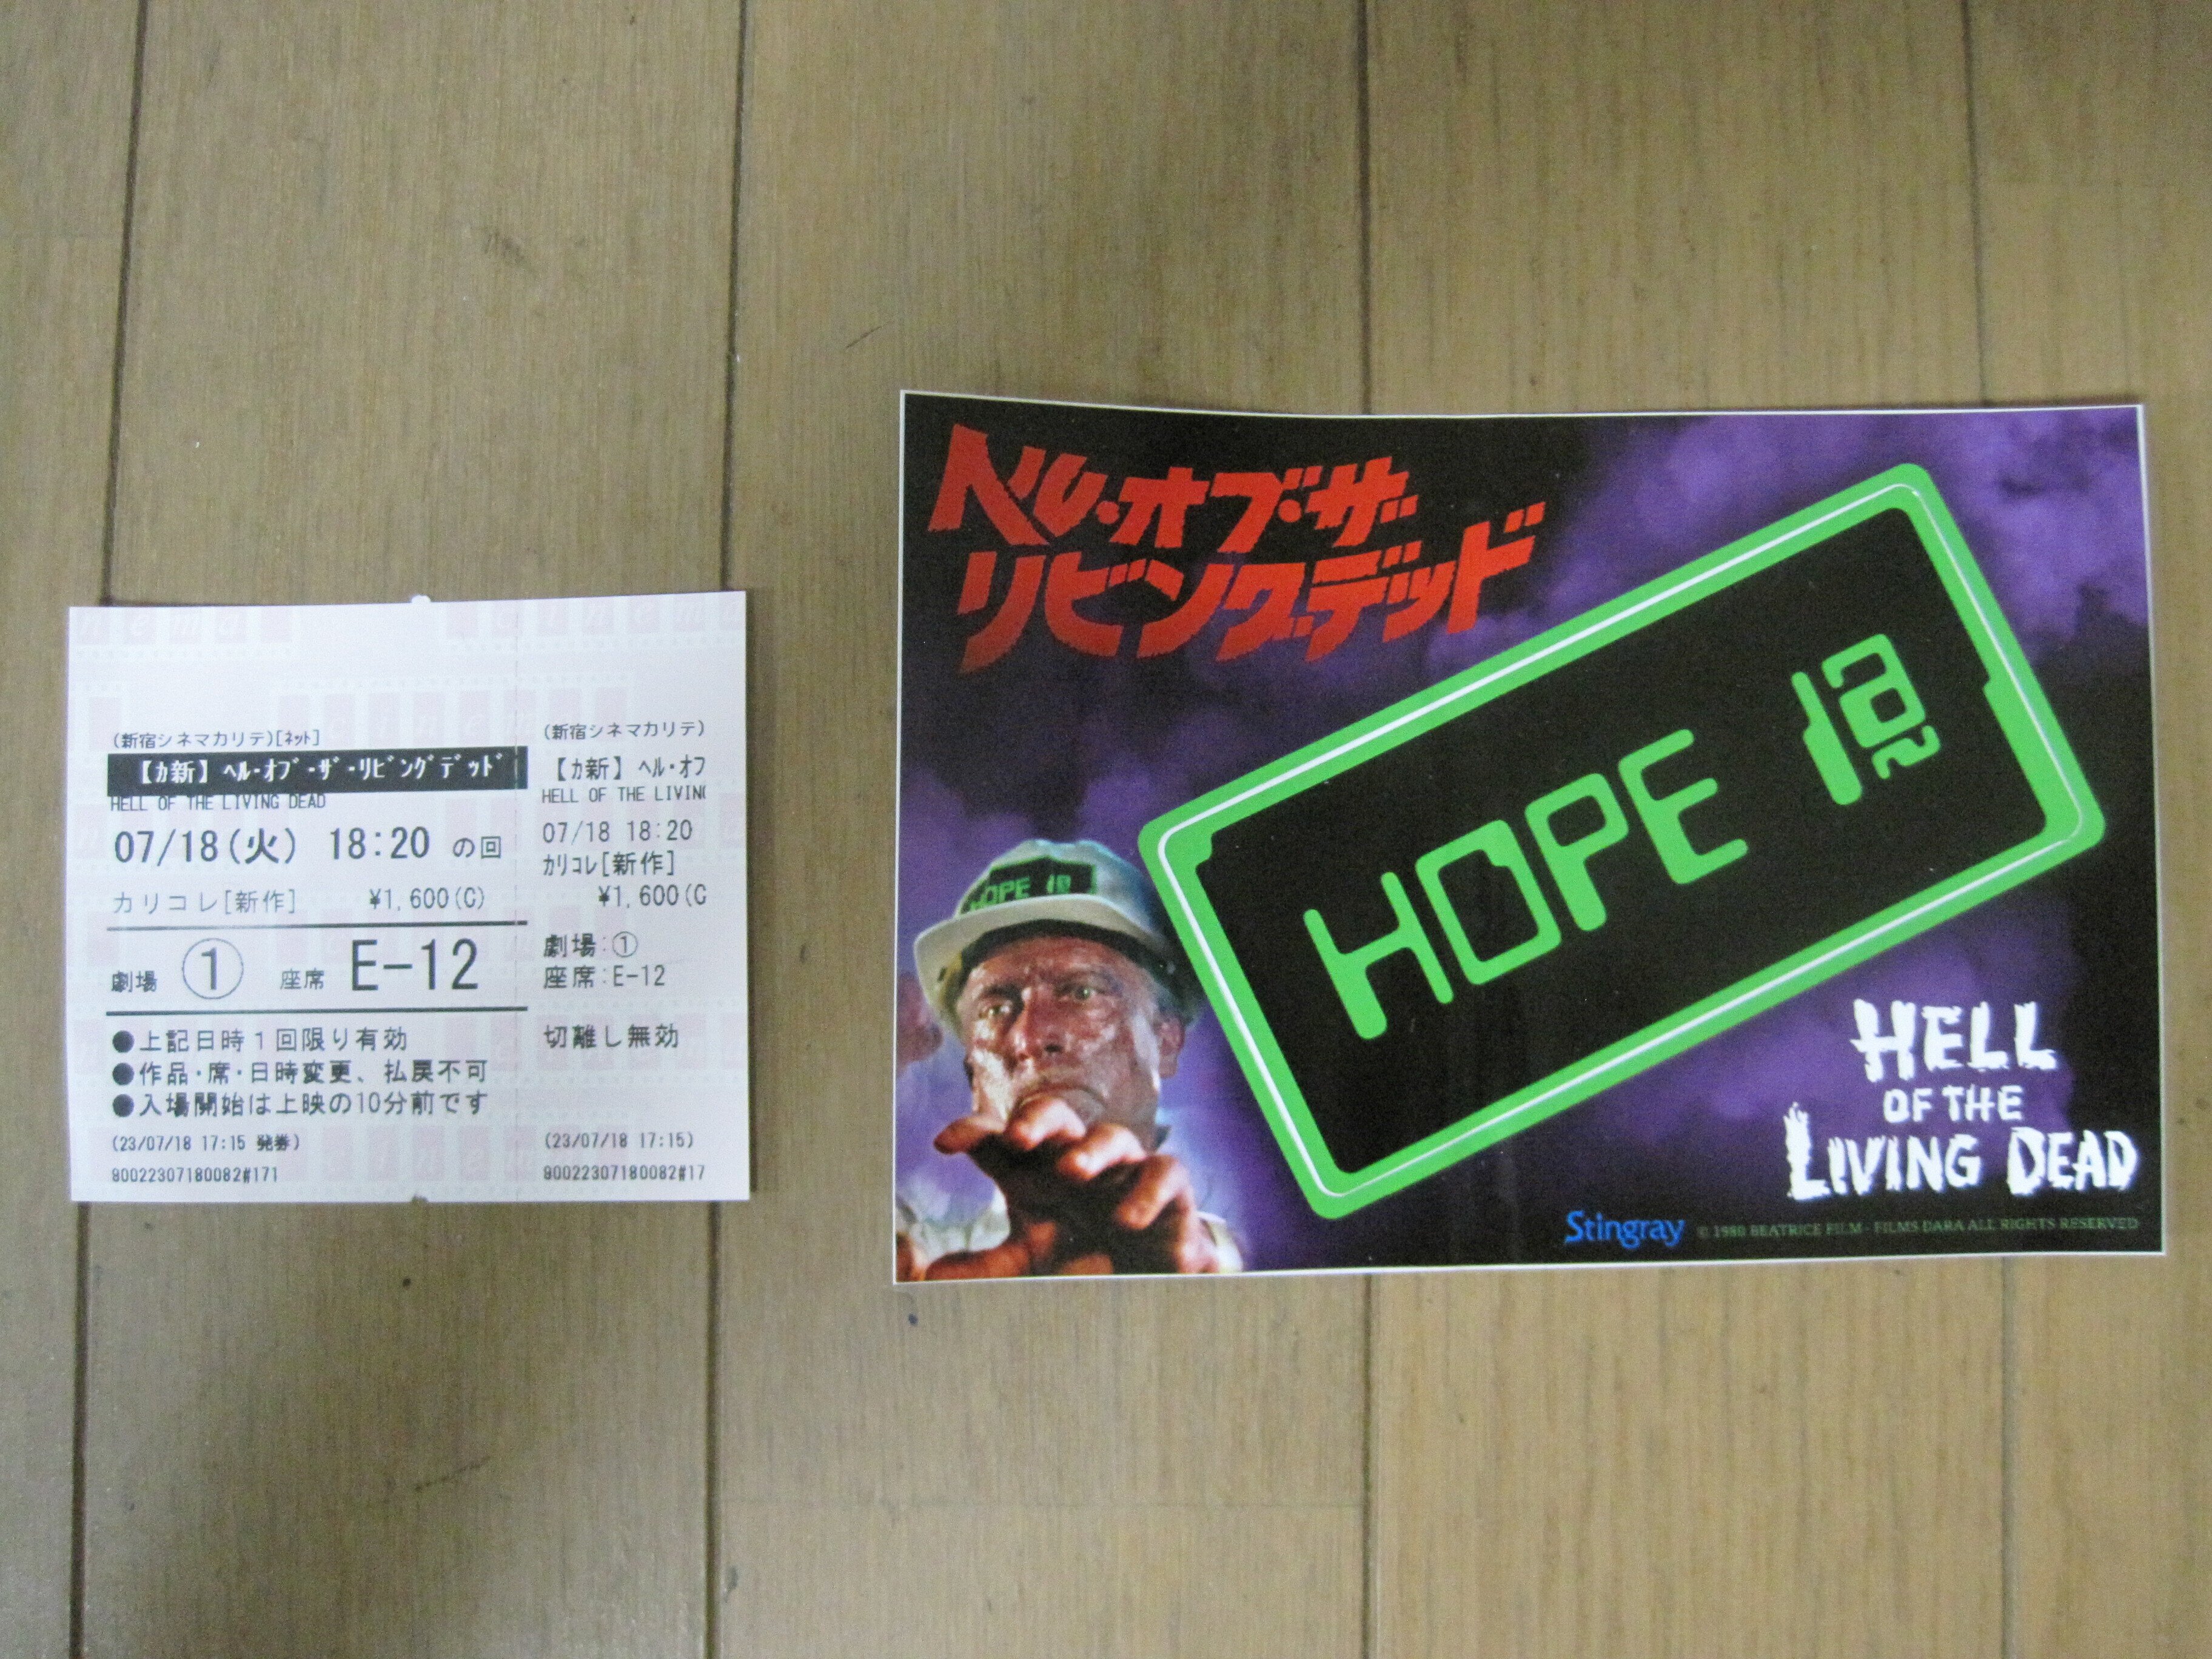 (新宿シネマカリテ)[ﾈｯﾄ]
【ｶ新】ﾍﾙ･ｵﾌﾞ･ｻﾞ･ﾘﾋﾞﾝｸﾞﾃﾞｯﾄﾞ
HELL OF THE LIVING DEAD
07/18(火) 18:20 の回
カリコレ[新作] ¥1,600(C)
劇場 ① 座席 E-12
●上記日時１回限り有効
●作品･席･日時変更、払戻不可
●入場開始は上映の10分前です
(23/07/18 17:15 発券)
80022307180082#171
(新宿シネマカリテ)
【ｶ新】ﾍﾙ･ｵﾌ
HELL OF THE LIVING
07/18 18:20
ｶﾘｺﾚ[新作]
¥1,600(C
劇場:①
座席:E-12
切離し無効
(23/07/18 17:15)
80022307180082#17
ヘル・オブ・ザ
リビング・デッド
HOPE
HOPE
HELL
OF THE
LIVING DEAD
Stingray © 1980 BEATRICE FILM - FILMS DARA ALL RIGHTS RESERVED